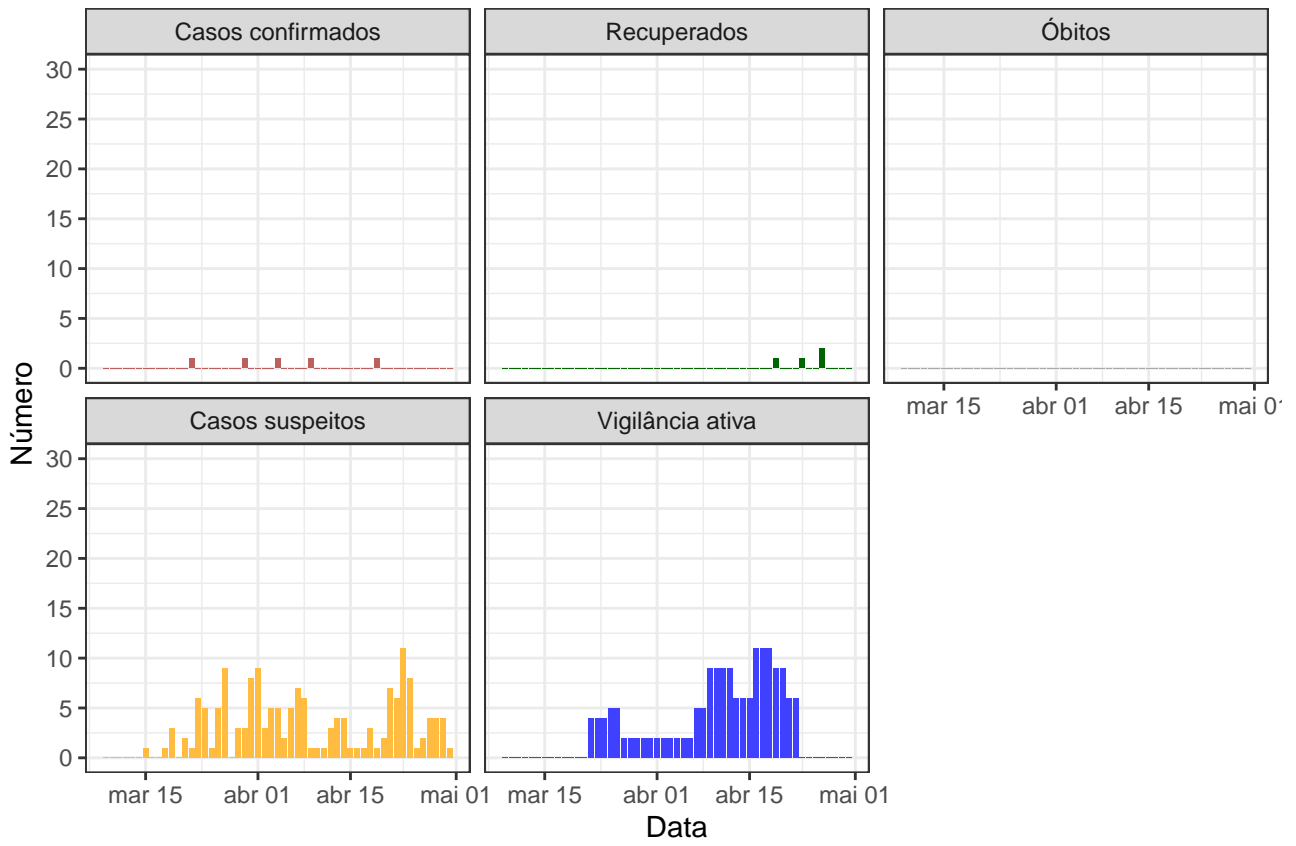 Casos confirmados
Recuperados
Óbitos
30
25
20
15
10
5
0
mar 15 abr 01 abr 15 mai 01
Casos suspeitos
Vigilância ativa
30
25
20
15
10
5
0
mar 15 abr 01 abr 15 mai 01
mar 15 abr 01 abr 15 mai 01
Número
Data